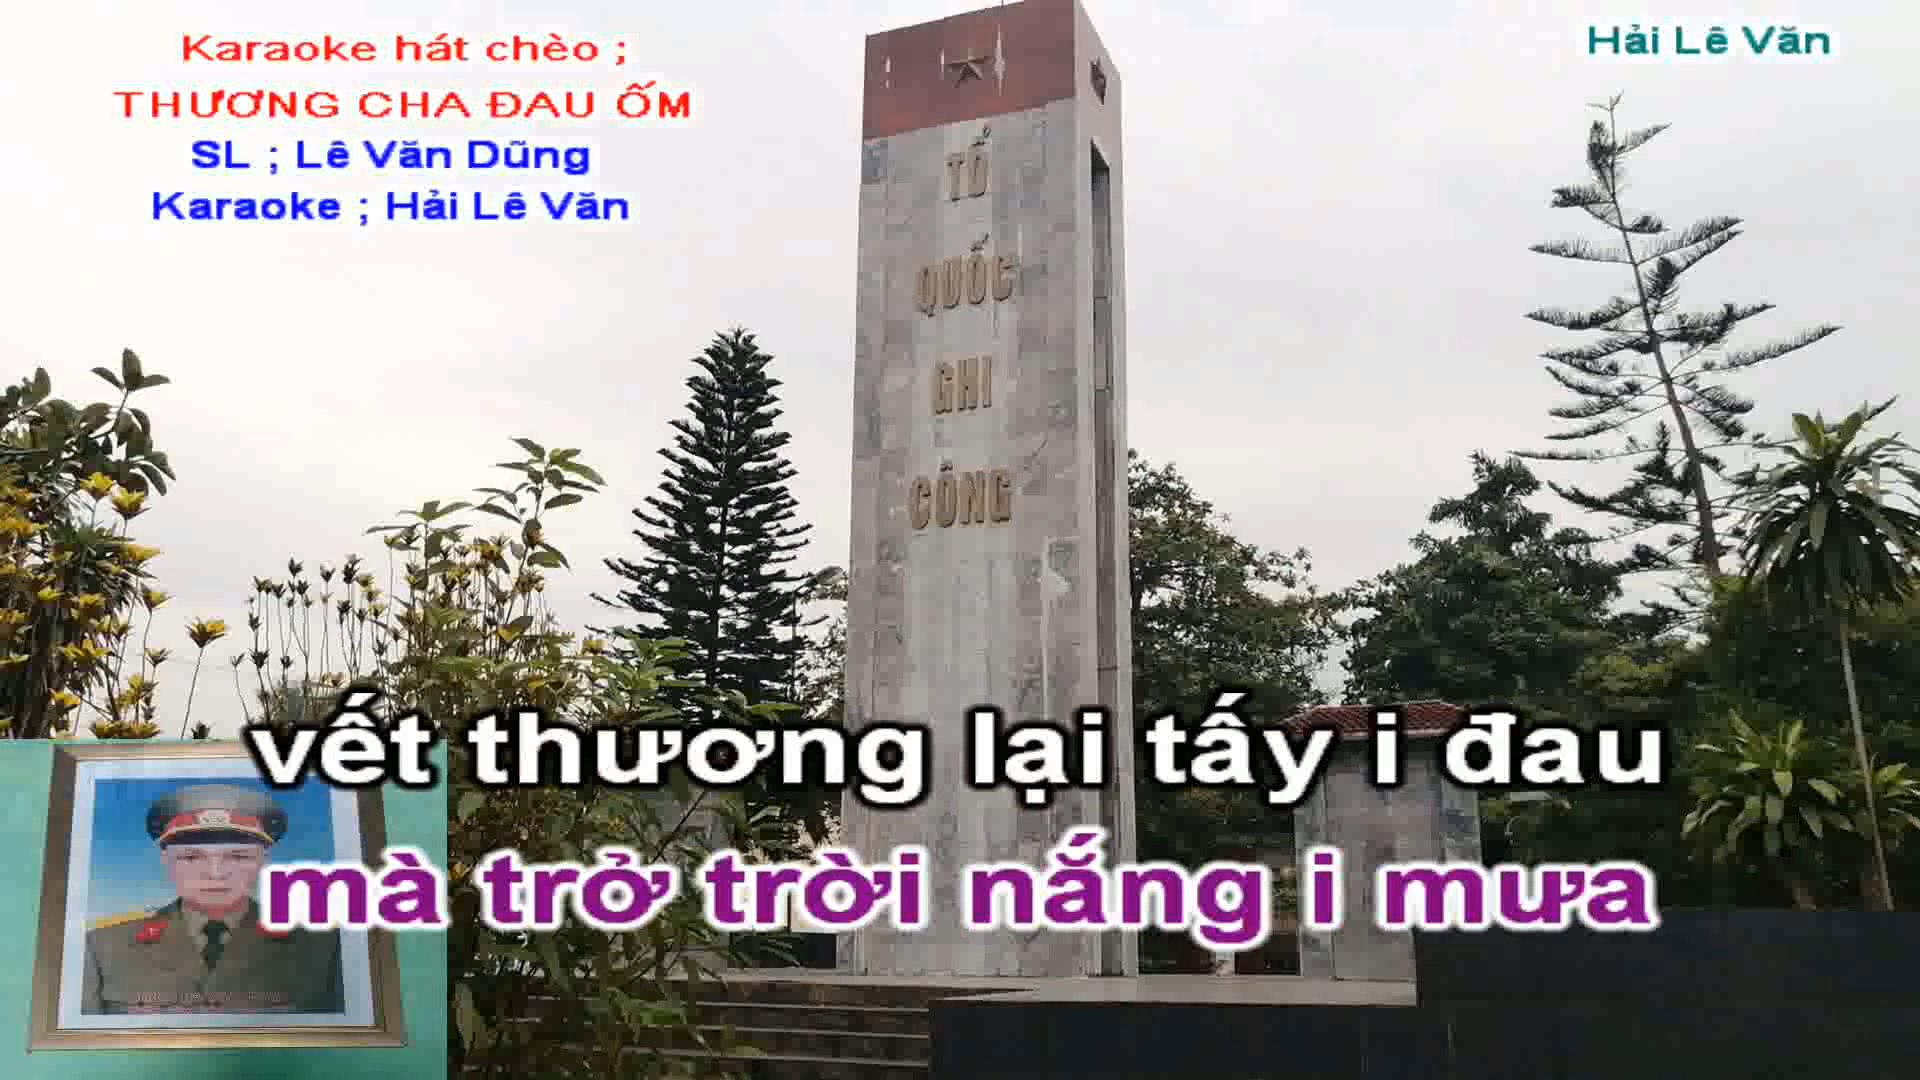 Karaoke hát chèo ;
THƯƠNG CHA ĐAU ỐM
SL ; Lê Văn Dũng
Karaoke ; Hải Lê Văn
Hải Lê Văn
TỔ
QUỐC
GHI
CÔNG
vết thương lại tấy i đau
mà trở trời nắng i mưa